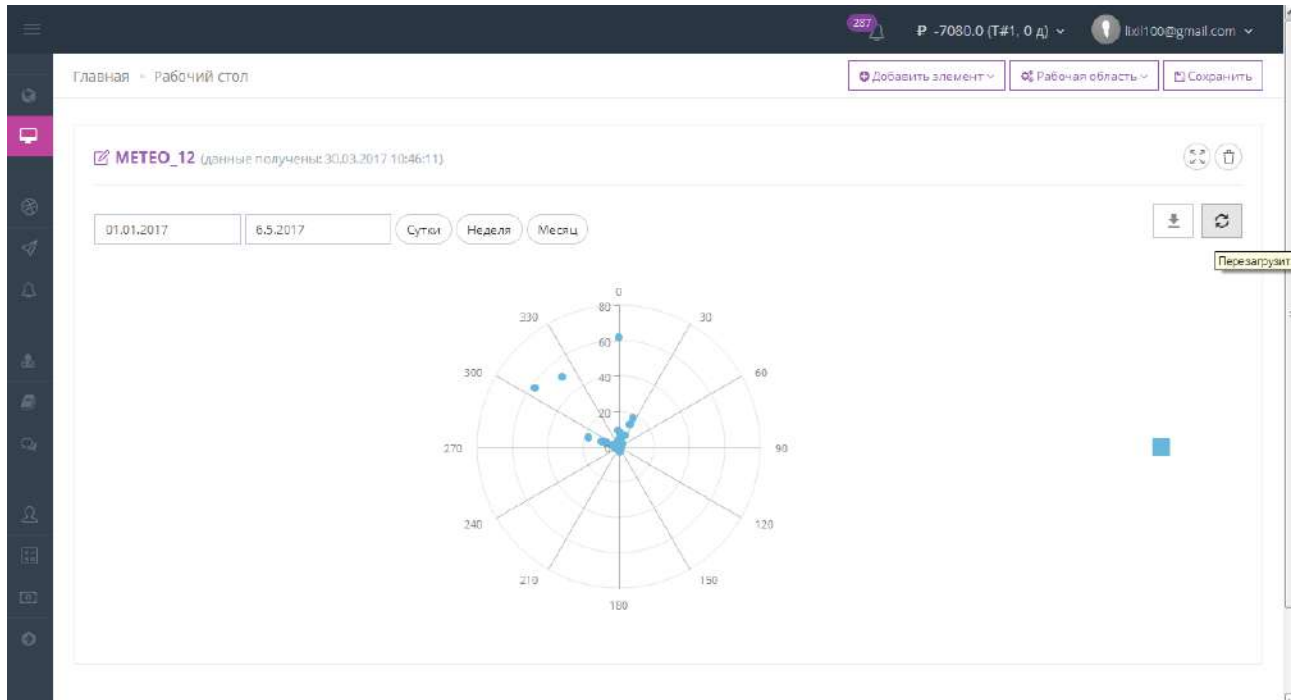 287
₽ -7080.0 (T#1, 0 д)
lixil100@gmail.com
Главная - Рабочий стол
Добавить элемент
Рабочая область
Сохранить
METEO_12 (данные получены: 30.03.2017 10:46:11)
01.01.2017
6.5.2017
Сутки
Неделя
Месяц
Перезагрузит
0
80
330
30
60
300
40
60
20
270
0
90
240
120
210
150
180